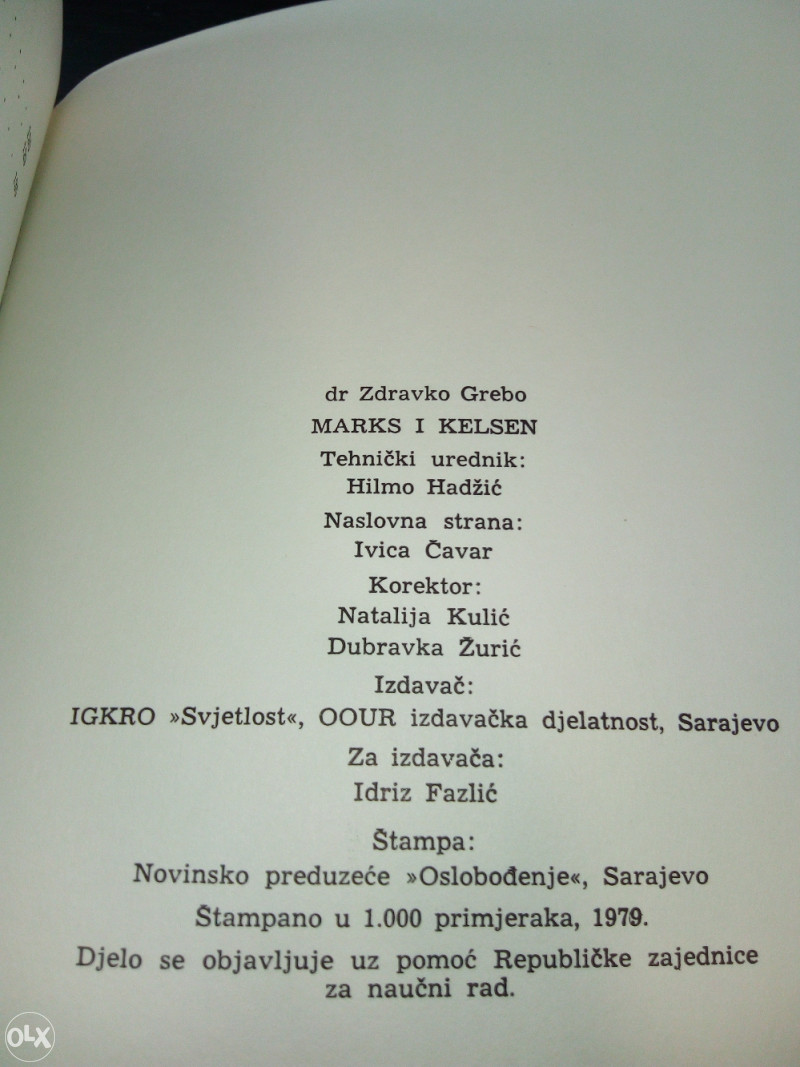 dr Zdravko Grebo
MARKS I KELSEN
Tehnički urednik:
Hilmo Hadžić
Naslovna strana:
Ivica Čavar
Korektor:
Natalija Kulić
Dubravka Žurić
Izdavač:
IGKRO »Svjetlost«, OOUR izdavačka djelatnost, Sarajevo
Za izdavača:
Idriz Fazlić
Štampa:
Novinsko preduzeće »Oslobođenje«, Sarajevo
Štampano u 1.000 primjeraka, 1979.
Djelo se objavljuje uz pomoć Republičke zajednice
za naučni rad.
OLX